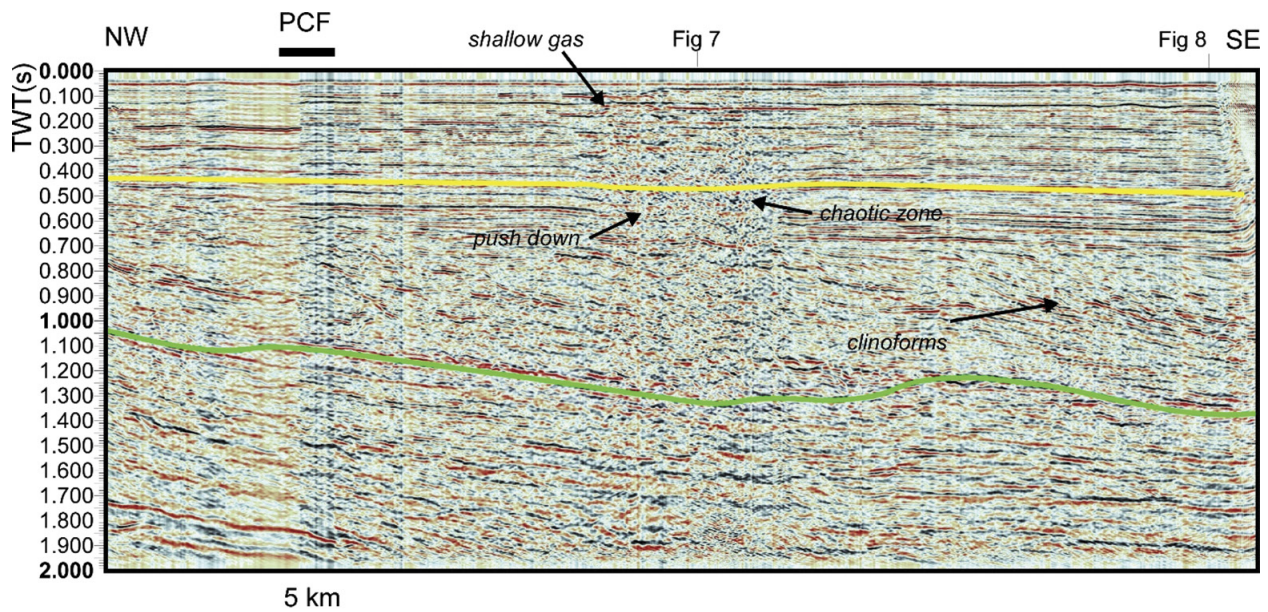 NW
PCF
shallow gas
Fig 7
Fig 8
SE
TWT(s)
0.000
0.100
0.200
0.300
0.400
0.500
0.600
0.700
0.800
0.900
1.000
1.100
1.200
1.300
1.400
1.500
1.600
1.700
1.800
1.900
2.000
push down
chaotic zone
clinoforms
5 km